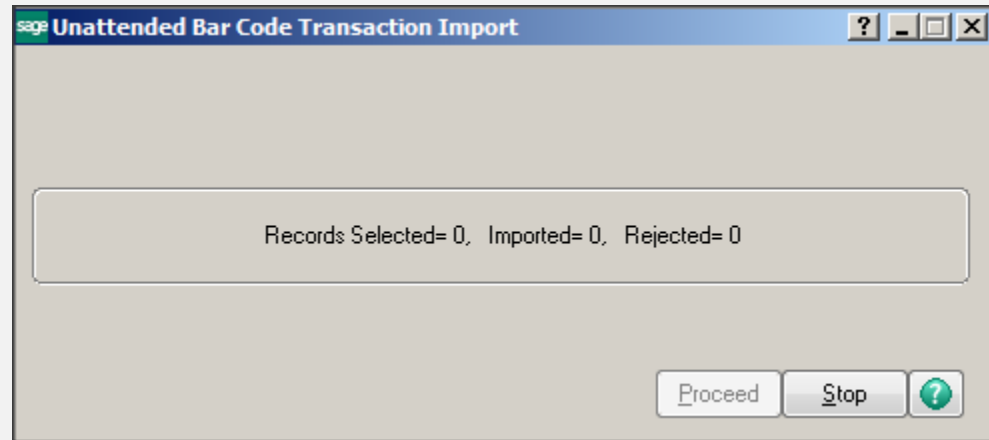 sage Unattended Bar Code Transaction Import ?
Records Selected= 0, Imported= 0, Rejected= 0
Proceed Stop ?